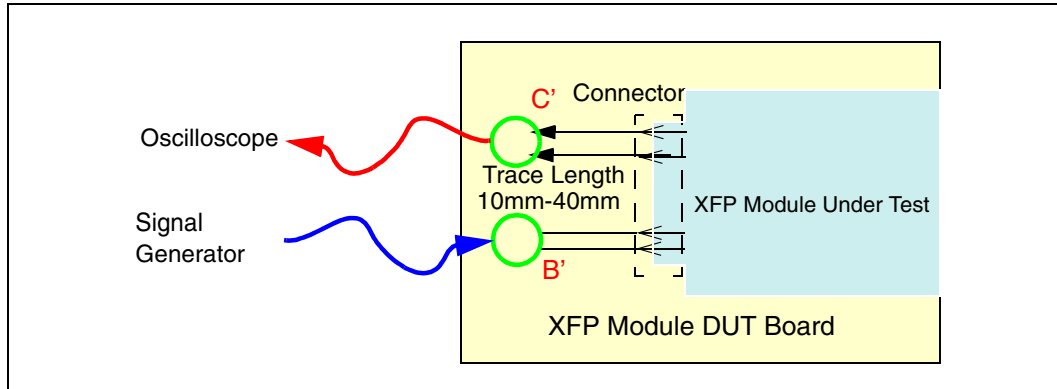 C’
Connector
Oscilloscope
Trace Length
10mm-40mm
XFP Module Under Test
Signal
Generator
B’
XFP Module DUT Board